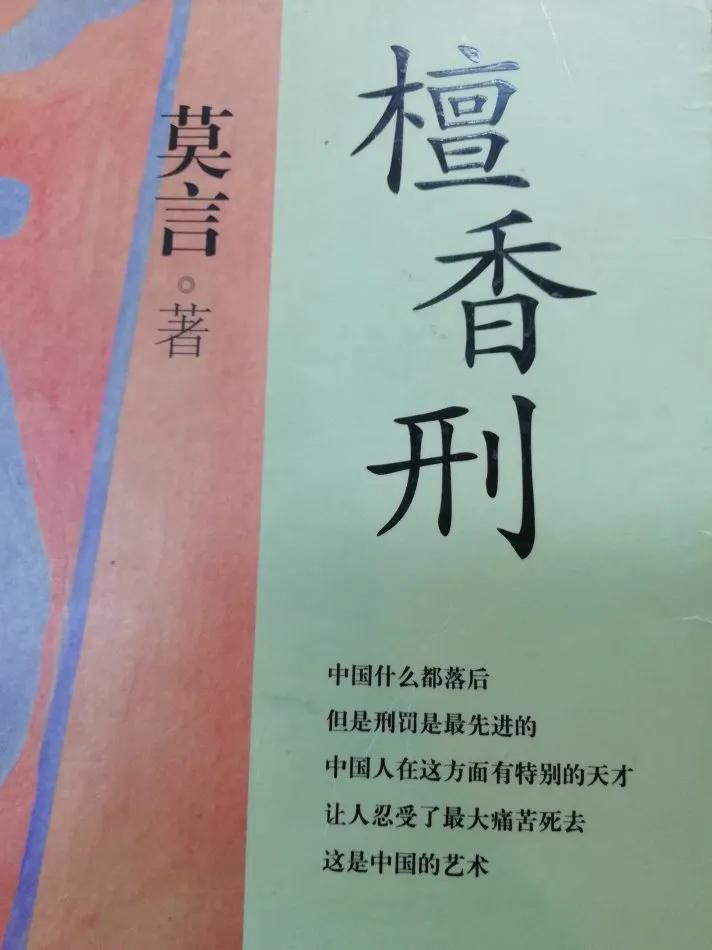 檀香刑
莫言◎著
中国什么都落后
但是刑罚是最先进的
中国人在这方面有特别的天才
让人忍受了最大痛苦死去
这是中国的艺术